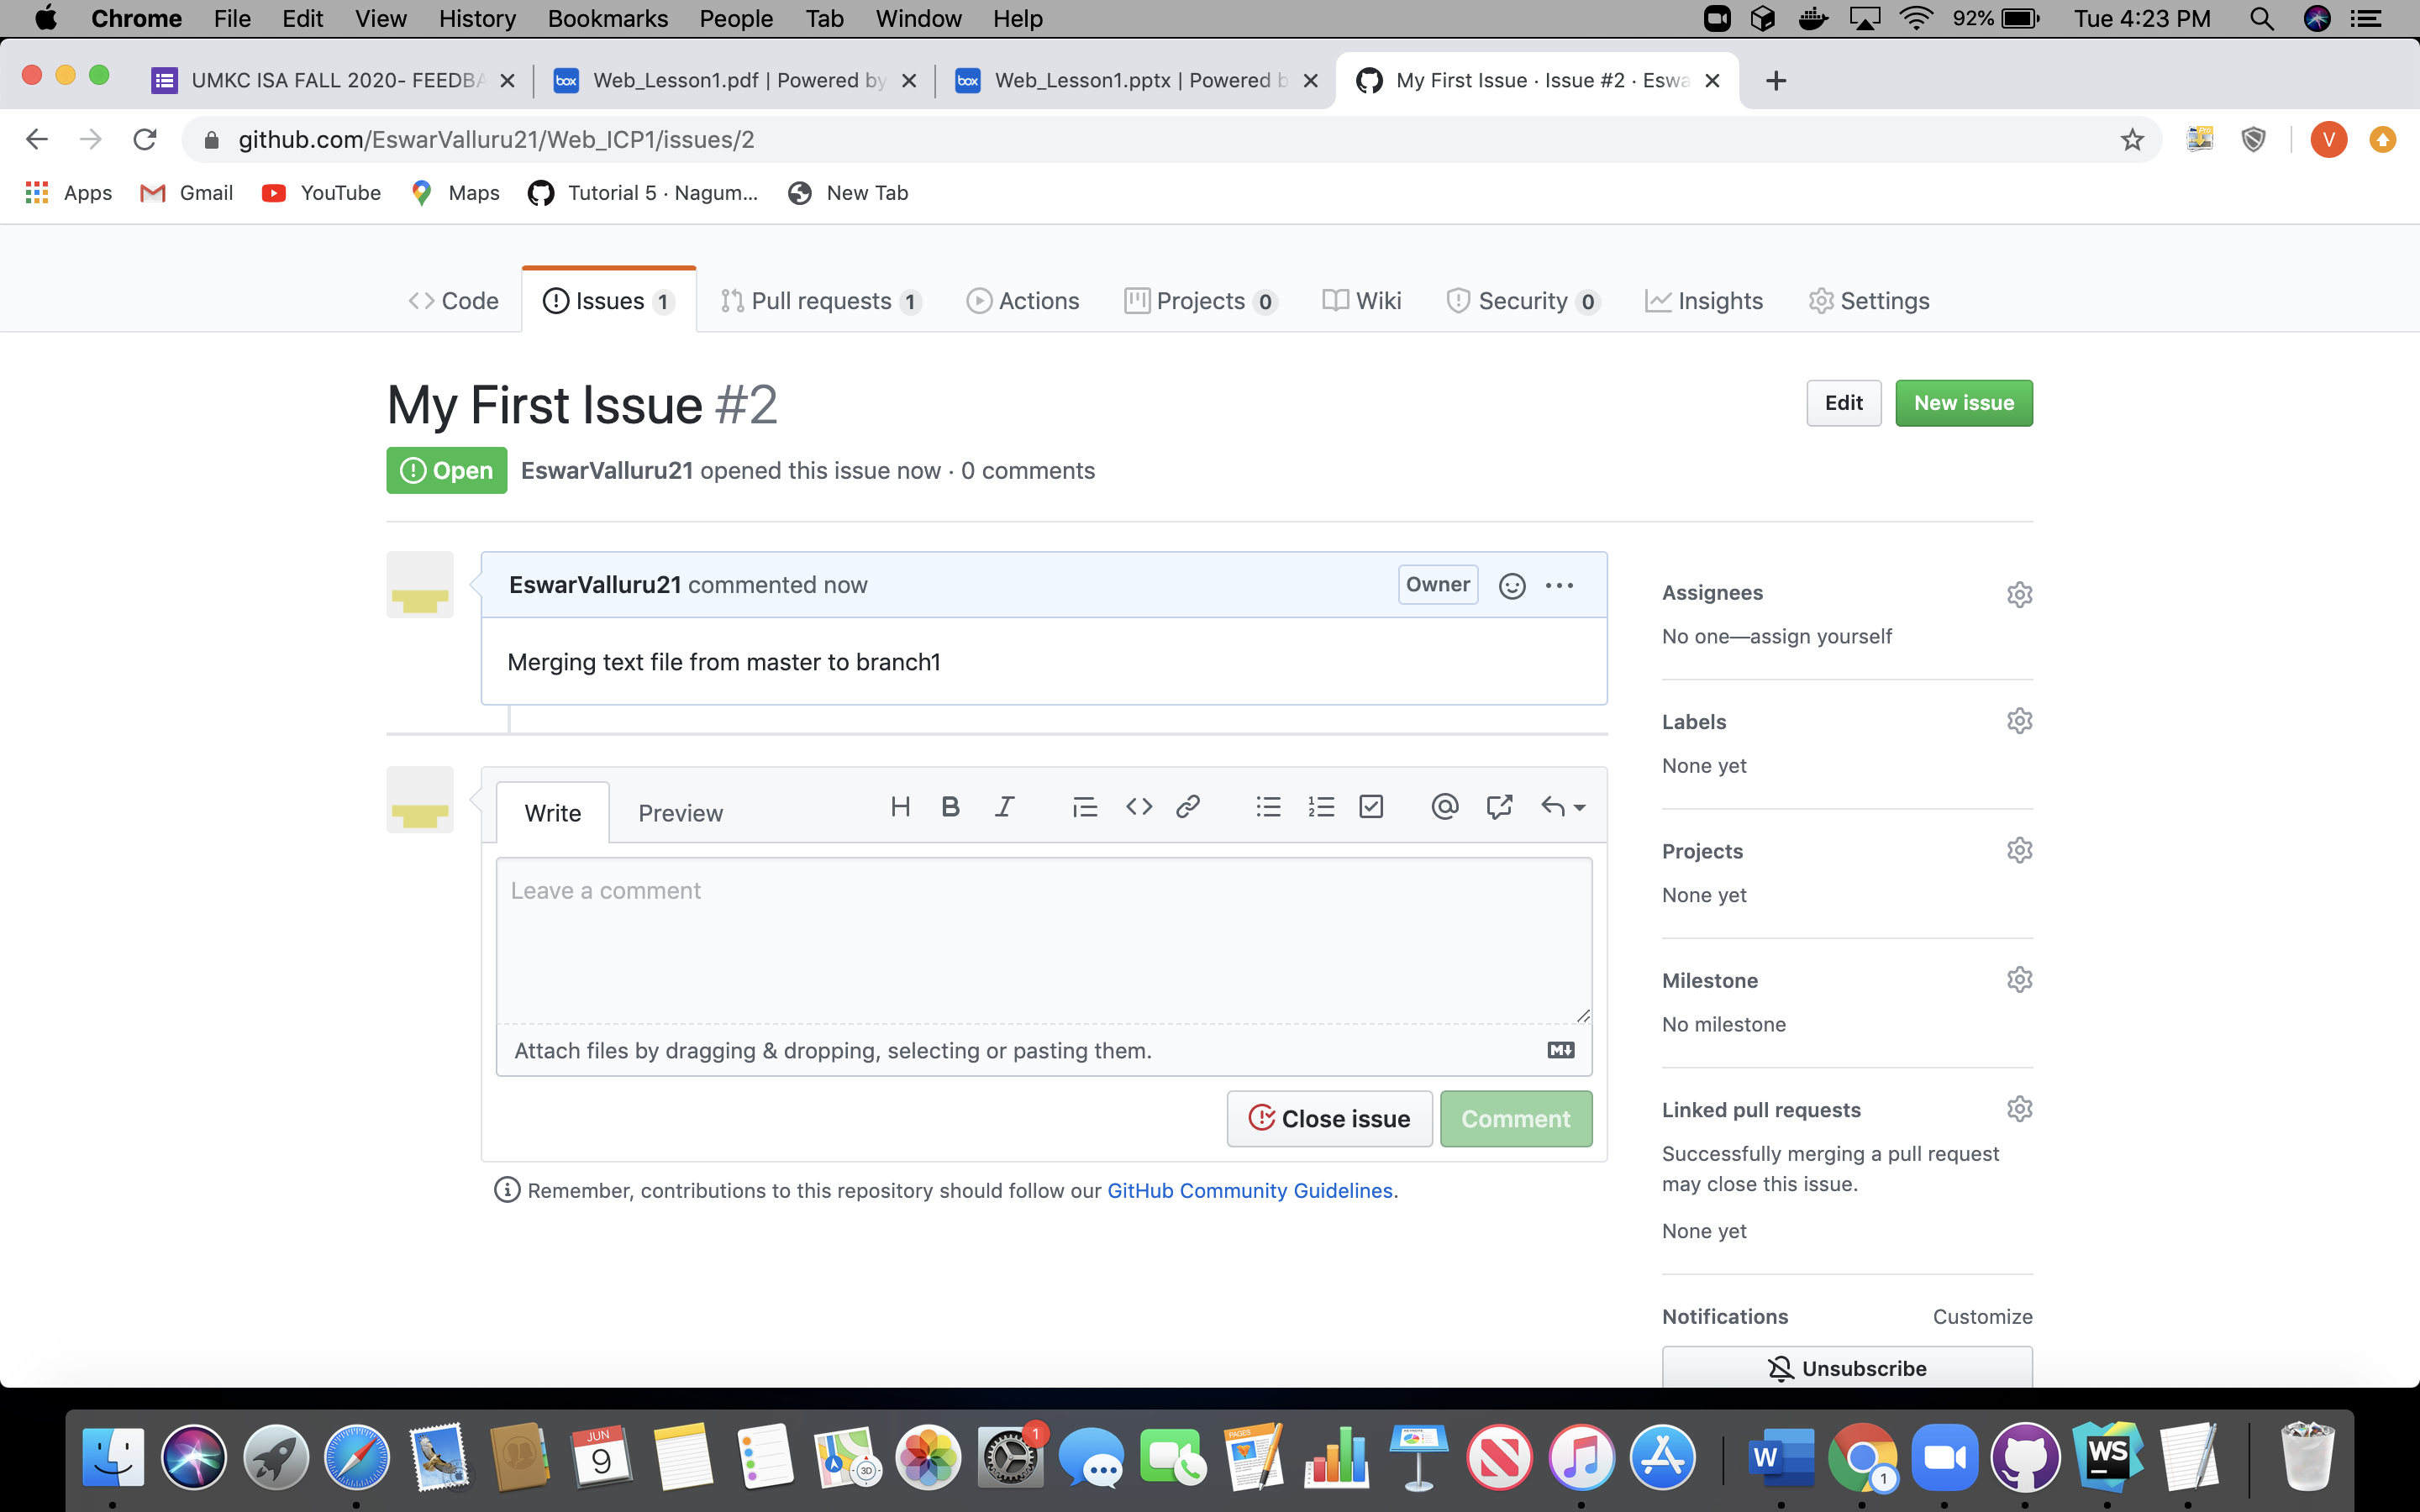 Chrome File Edit View History Bookmarks People Tab Window Help 92% Tue 4:23 PM
UMKC ISA FALL 2020- FEEDBA box Web_Lesson1.pdf | Powered by box Web_Lesson1.pptx | Powered b My First Issue · Issue #2 · Eswa
github.com/EswarValluru21/Web_ICP1/issues/2 Pro V
Apps Gmail YouTube Maps Tutorial 5 · Nagum... New Tab
Code Issues 1 Pull requests 1 Actions Projects 0 Wiki Security 0 Insights Settings
My First Issue #2 Edit New issue
Open EswarValluru21 opened this issue now · 0 comments
EswarValluru21 commented now Owner
Merging text file from master to branch1
Assignees
No one—assign yourself
Labels
None yet
Write Preview H B I @
Leave a comment
Attach files by dragging & dropping, selecting or pasting them. M
Close issue Comment
Remember, contributions to this repository should follow our GitHub Community Guidelines.
Projects
None yet
Milestone
No milestone
Linked pull requests
Successfully merging a pull request
may close this issue.
None yet
Notifications Customize
Unsubscribe
JUN
9
3D
1
PAGES
W
1
WS